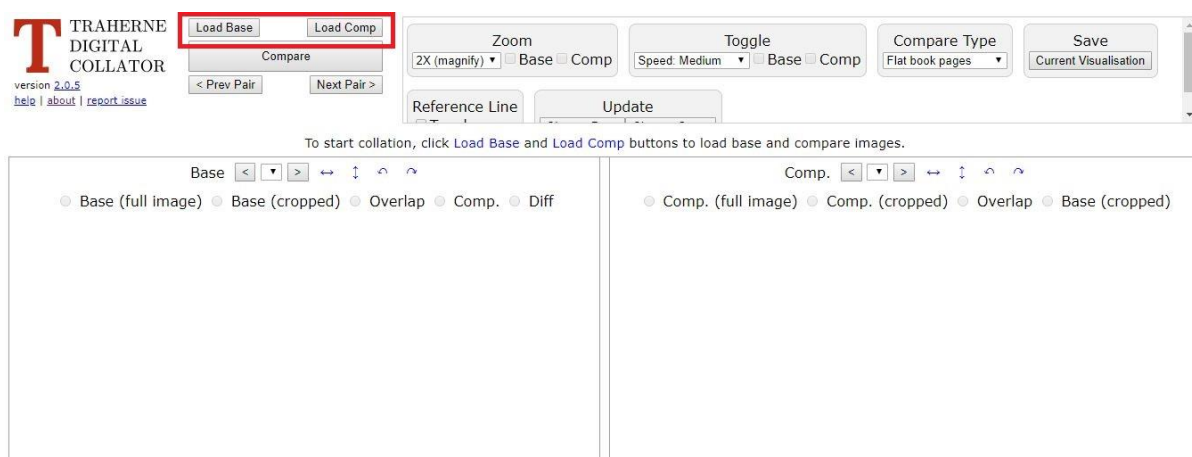 TRAHERNE
DIGITAL
COLLATOR
version 2.0.5
help | about | report issue
Load Base Load Comp
Compare
< Prev Pair Next Pair >
Zoom
2X (magnify) ▼ Base Comp
Toggle
Speed: Medium ▼ Base Comp
Compare Type
Flat book pages ▼
Save
Current Visualisation
Reference Line
Update
To start collation, click Load Base and Load Comp buttons to load base and compare images.
Base < ▼ > ↔ ↕ ↶ ↷
Base (full image) Base (cropped) Overlap Comp. Diff
Comp. < ▼ > ↔ ↕ ↶ ↷
Comp. (full image) Comp. (cropped) Overlap Base (cropped)